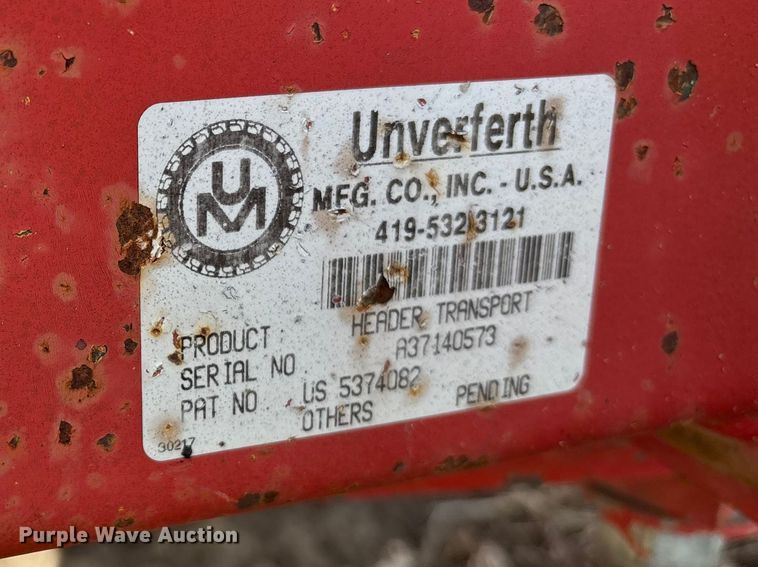 UM
Unverferth
MFG. CO., INC. - U.S.A.
419-532-3121
PRODUCT HEADER TRANSPORT
SERIAL NO A37140573
PAT NO US 5374082
OTHERS PENDING
30217
Purple Wave Auction®